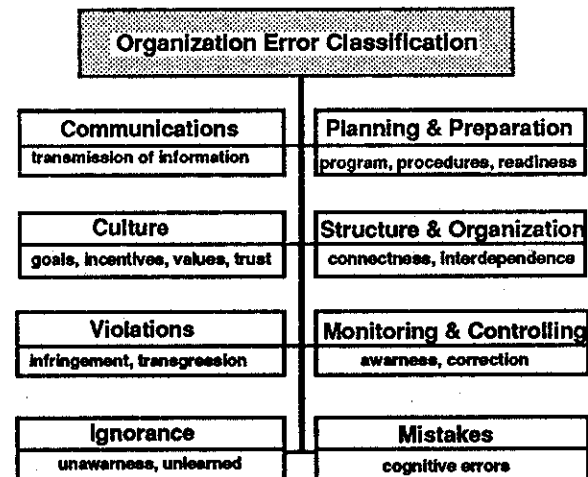 Organization Error Classification
Communications
transmission of information
Planning & Preparation
program, procedures, readiness
Culture
goals, incentives, values, trust
Structure & Organization
connectness, interdependence
Violations
infringement, transgression
Monitoring & Controlling
awarness, correction
Ignorance
unawarness, unlearned
Mistakes
cognitive errors